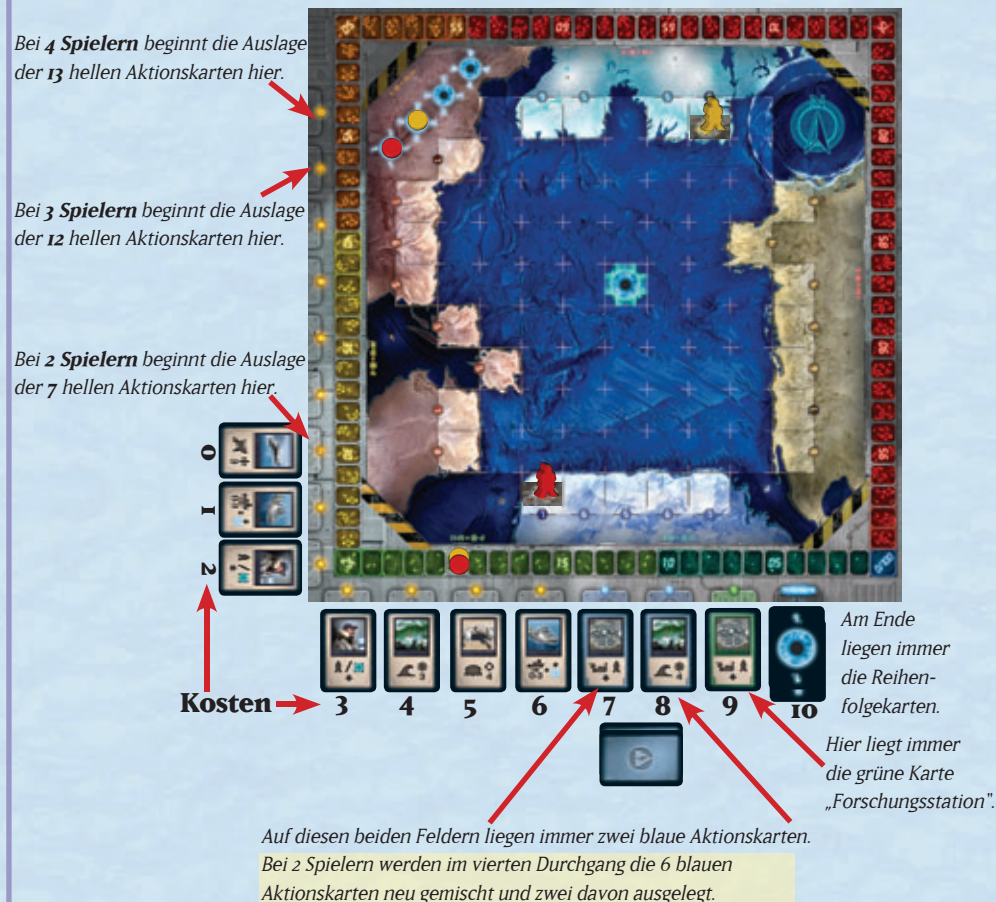 Bei 4 Spielern beginnt die Auslage
der 13 hellen Aktionskarten hier.
Bei 3 Spielern beginnt die Auslage
der 12 hellen Aktionskarten hier.
Bei 2 Spielern beginnt die Auslage
der 7 hellen Aktionskarten hier.
0
1
2
Kosten
3 4 5 6 7 8 9 10
Am Ende
liegen immer
die Reihen-
folgekarten.
Hier liegt immer
die grüne Karte
„Forschungsstation".
Auf diesen beiden Feldern liegen immer zwei blaue Aktionskarten.
Bei 2 Spielern werden im vierten Durchgang die 6 blauen
Aktionskarten neu gemischt und zwei davon ausgelegt.